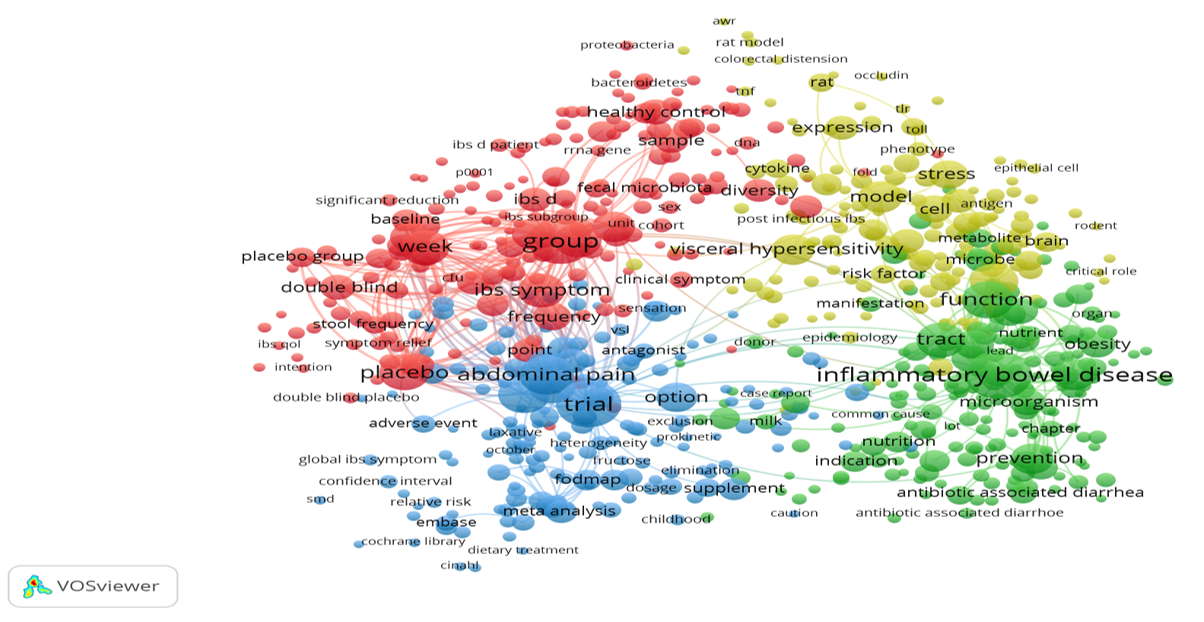 awr
proteobacteria
rat model
colorectal distension
bacteroidetes
rat
occludin
tnf
healthy control
tlr
expression
toll
sample
dna
ibs d patient
rrna gene
phenotype
cytokine
fold
epithelial cell
p0001
stress
fecal microbiota
diversity
significant reduction
ibs d
model
sex
cell
antigen
baseline
ibs subgroup
unit
cohort
post infectious ibs
rodent
week
group
visceral hypersensitivity
metabolite
brain
placebo group
microbe
cfu
clinical symptom
risk factor
critical role
double blind
ibs symptom
manifestation
function
sensation
organ
frequency
stool frequency
vsl
nutrient
ibs qol
symptom relief
donor
epidemiology
tract
obesity
point
antagonist
lead
intention
placebo
abdominal pain
inflammatory bowel disease
double blind placebo
option
case report
trial
microorganism
common cause
adverse event
exclusion
milk
lot
chapter
laxative
prokinetic
october
heterogeneity
nutrition
global ibs symptom
fructose
indication
prevention
elimination
confidence interval
fodmap
dosage
supplement
antibiotic associated diarrhea
smd
relative risk
meta analysis
embase
childhood
caution
antibiotic associated diarrhoe
cochrane library
dietary treatment
cinahl
VOSviewer